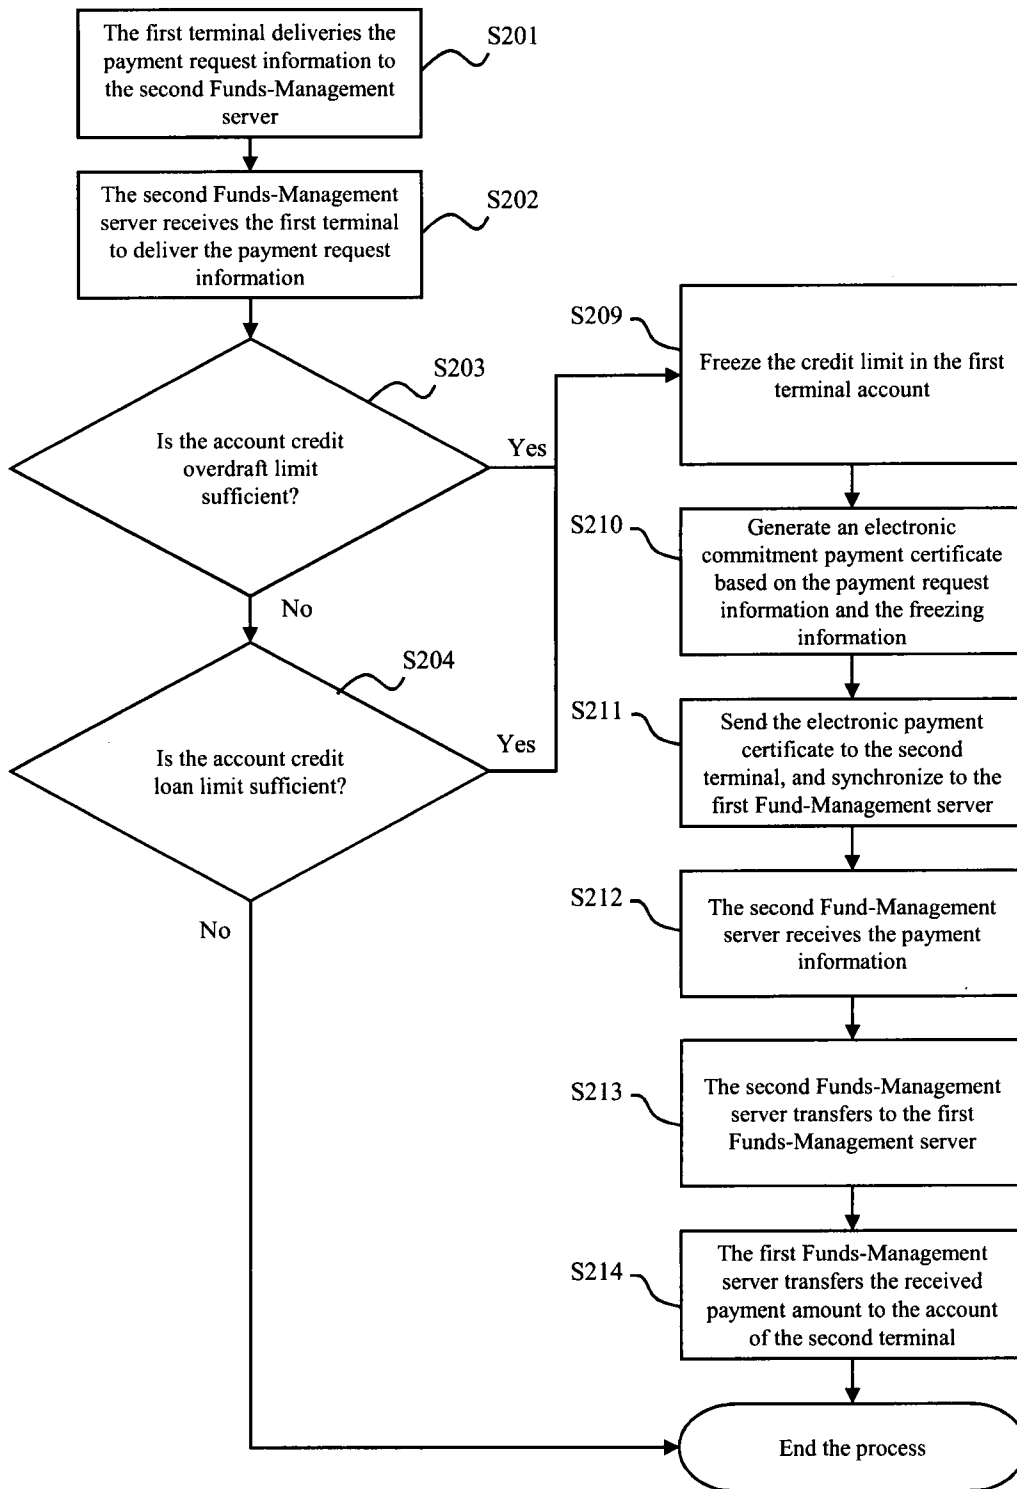 The first terminal deliveries the
payment request information to
the second Funds-Management
server
S201
The second Funds-Management
server receives the first terminal
to deliver the payment request
information
S202
Is the account credit
overdraft limit
sufficient?
S203
Yes
No
Is the account credit
loan limit sufficient?
S204
Yes
No
S209
Freeze the credit limit in the first
terminal account
S210
Generate an electronic
commitment payment certificate
based on the payment request
information and the freezing
information
S211
Send the electronic payment
certificate to the second
terminal, and synchronize to the
first Fund-Management server
S212
The second Fund-Management
server receives the payment
information
S213
The second Funds-Management
server transfers to the first
Funds-Management server
S214
The first Funds-Management
server transfers the received
payment amount to the account
of the second terminal
End the process